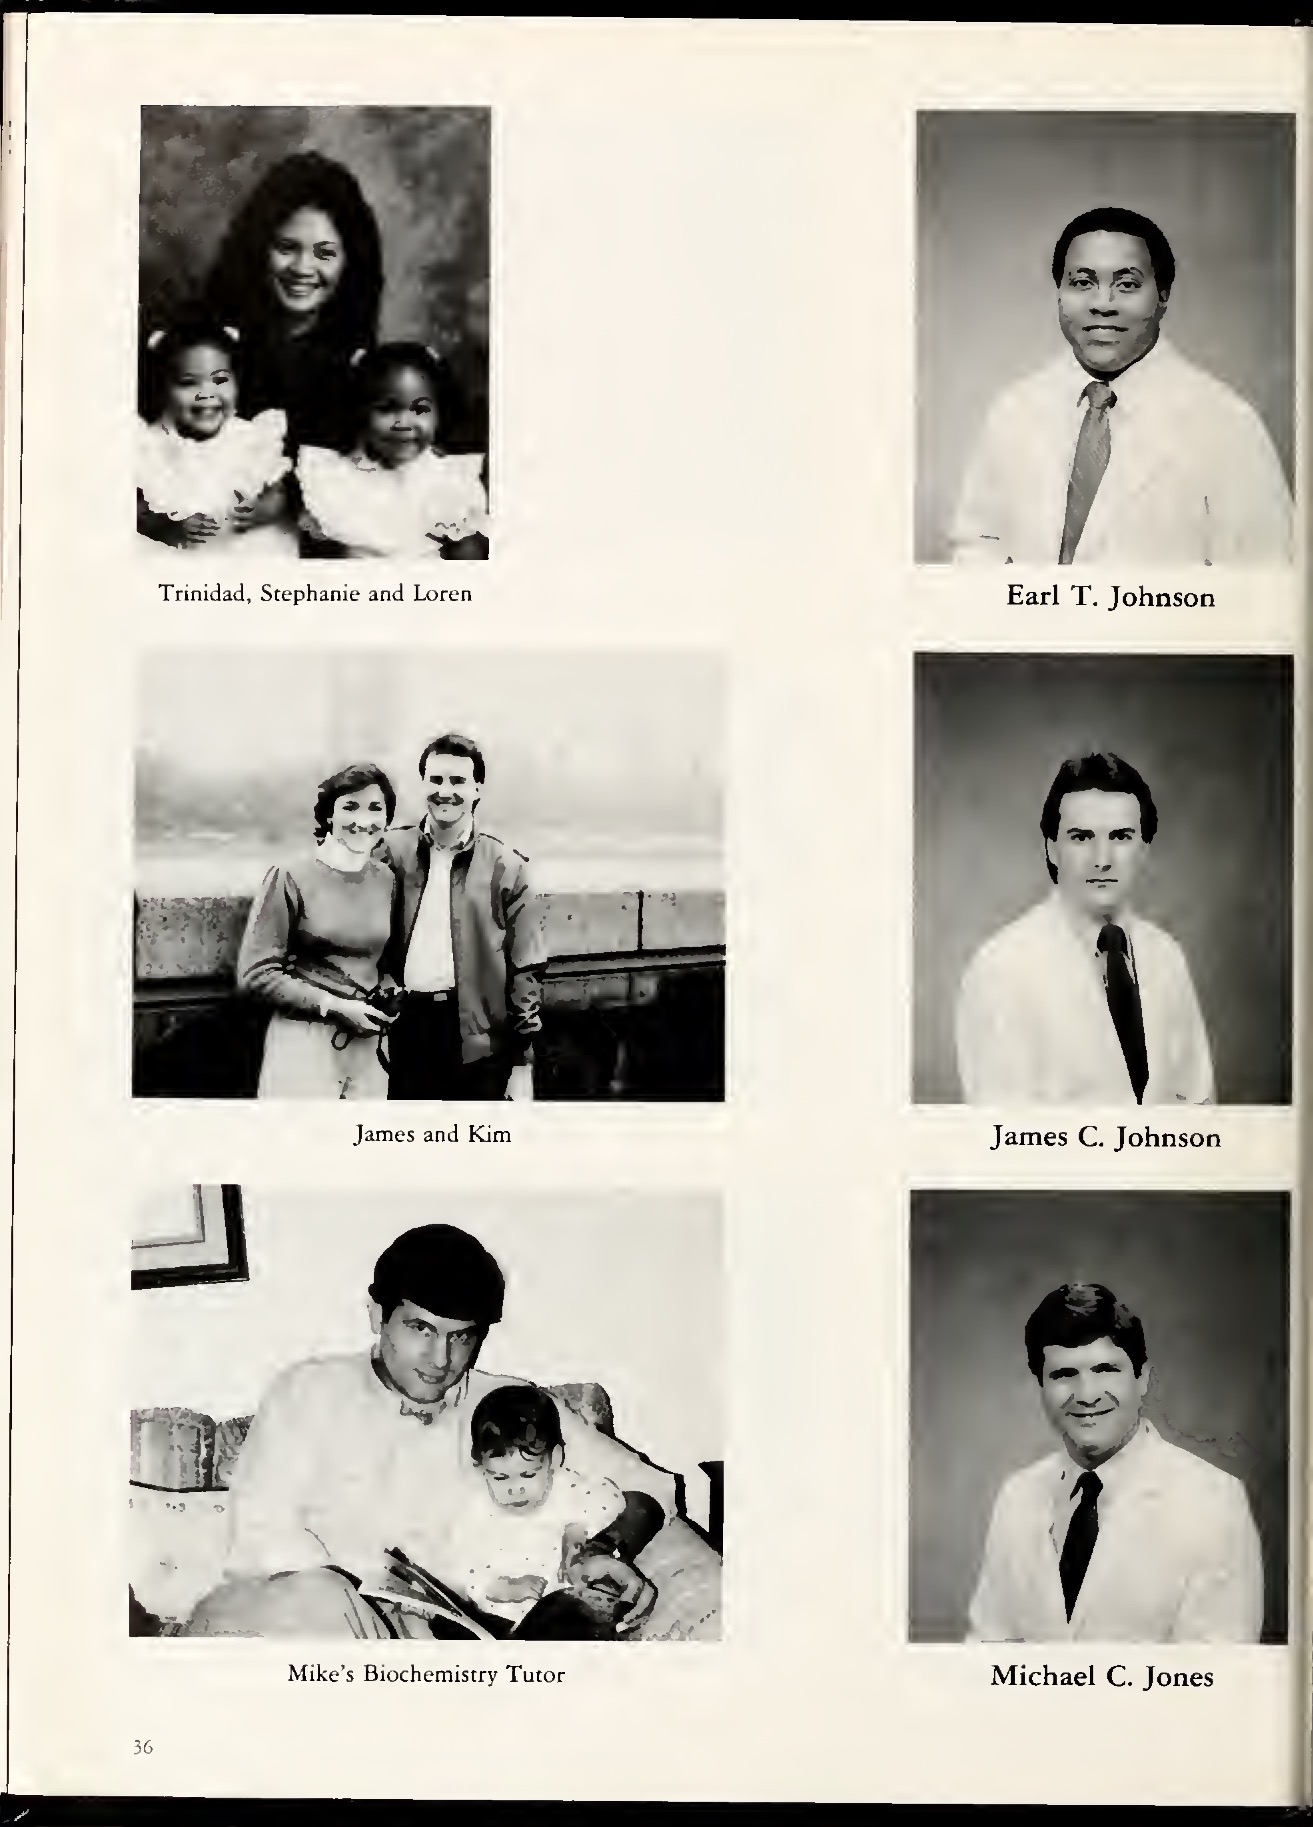 Trinidad, Stephanie and Loren
Earl T. Johnson
James and Kim
James C. Johnson
Mike's Biochemistry Tutor
Michael C. Jones
36